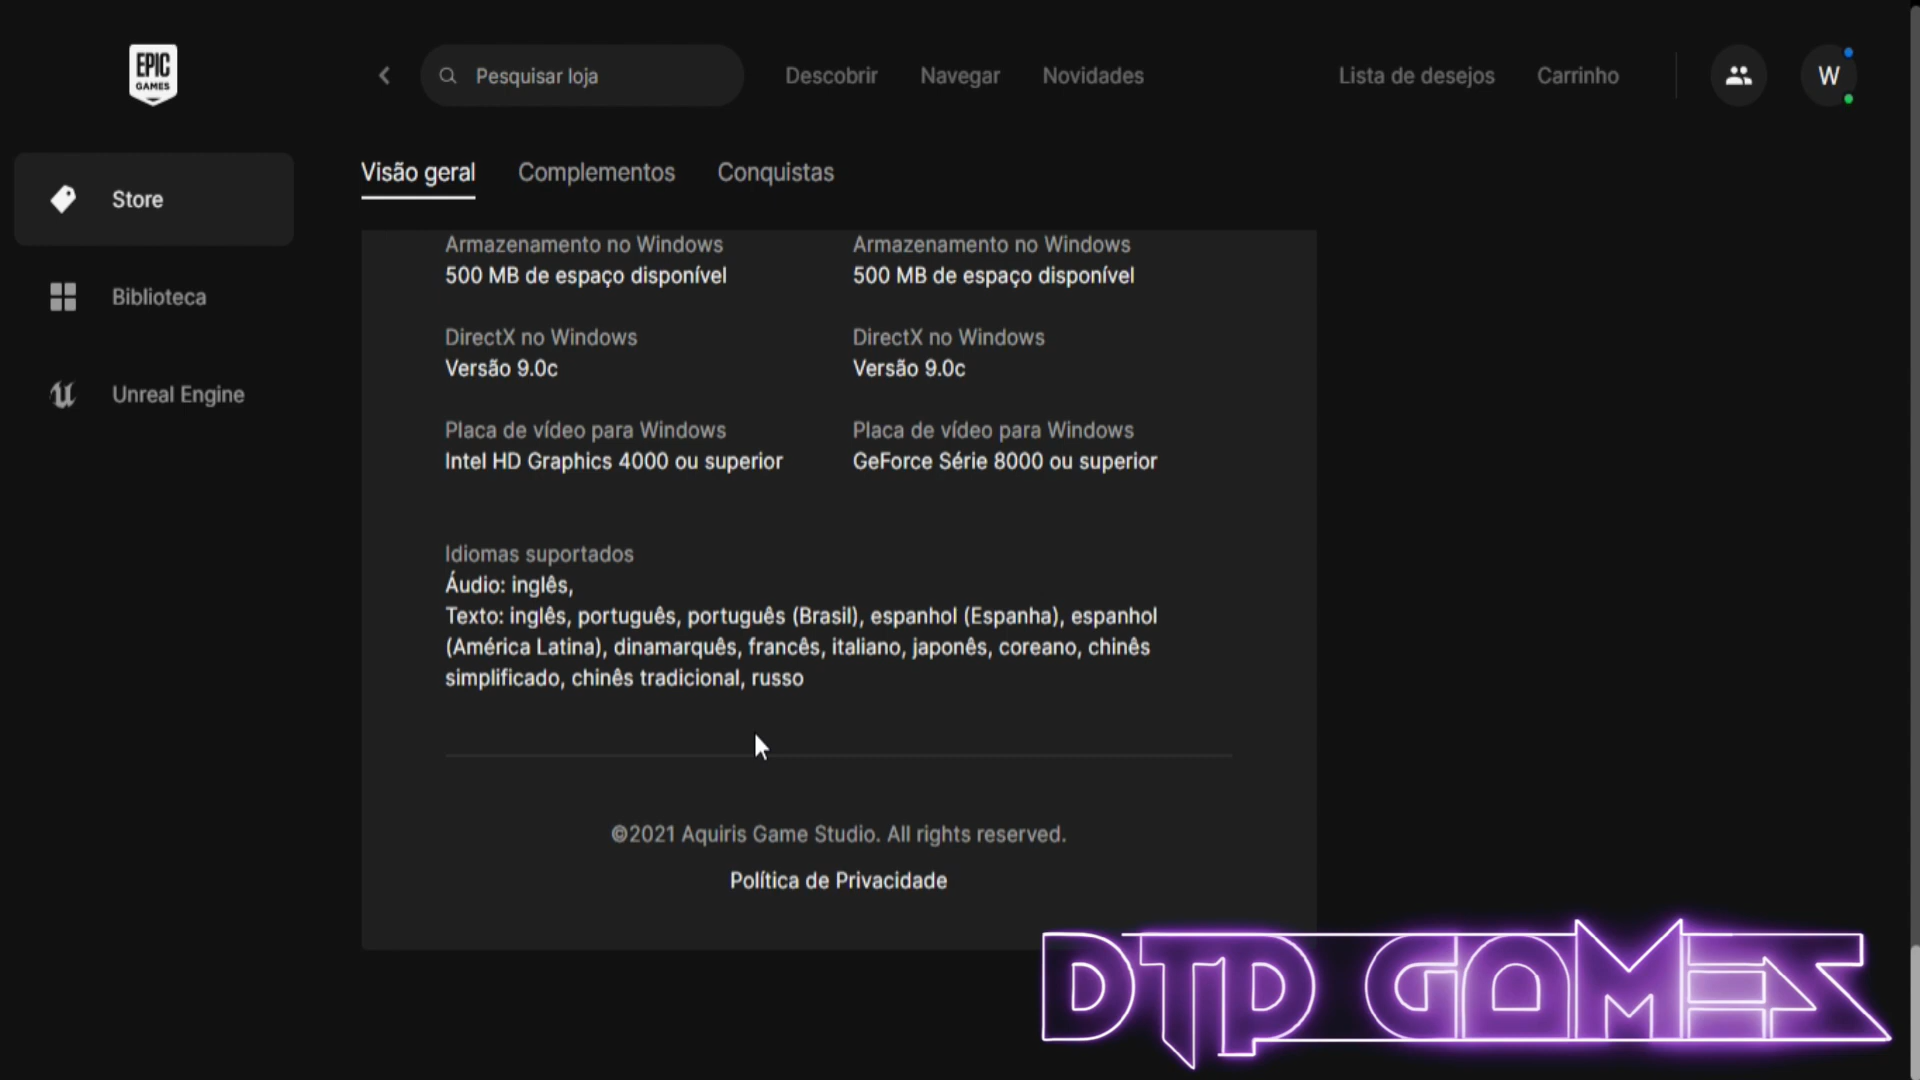 EPIC
GAMES
Pesquisar loja
Descobrir
Navegar
Novidades
Lista de desejos
Carrinho
W
Store
Biblioteca
Unreal Engine
Visão geral
Complementos
Conquistas
Armazenamento no Windows
500 MB de espaço disponível
Armazenamento no Windows
500 MB de espaço disponível
DirectX no Windows
Versão 9.0c
DirectX no Windows
Versão 9.0c
Placa de vídeo para Windows
Intel HD Graphics 4000 ou superior
Placa de vídeo para Windows
GeForce Série 8000 ou superior
Idiomas suportados
Áudio: inglês,
Texto: inglês, português, português (Brasil), espanhol (Espanha), espanhol
(América Latina), dinamarquês, francês, italiano, japonês, coreano, chinês
simplificado, chinês tradicional, russo
©2021 Aquiris Game Studio. All rights reserved.
Política de Privacidade
DTP GAMES